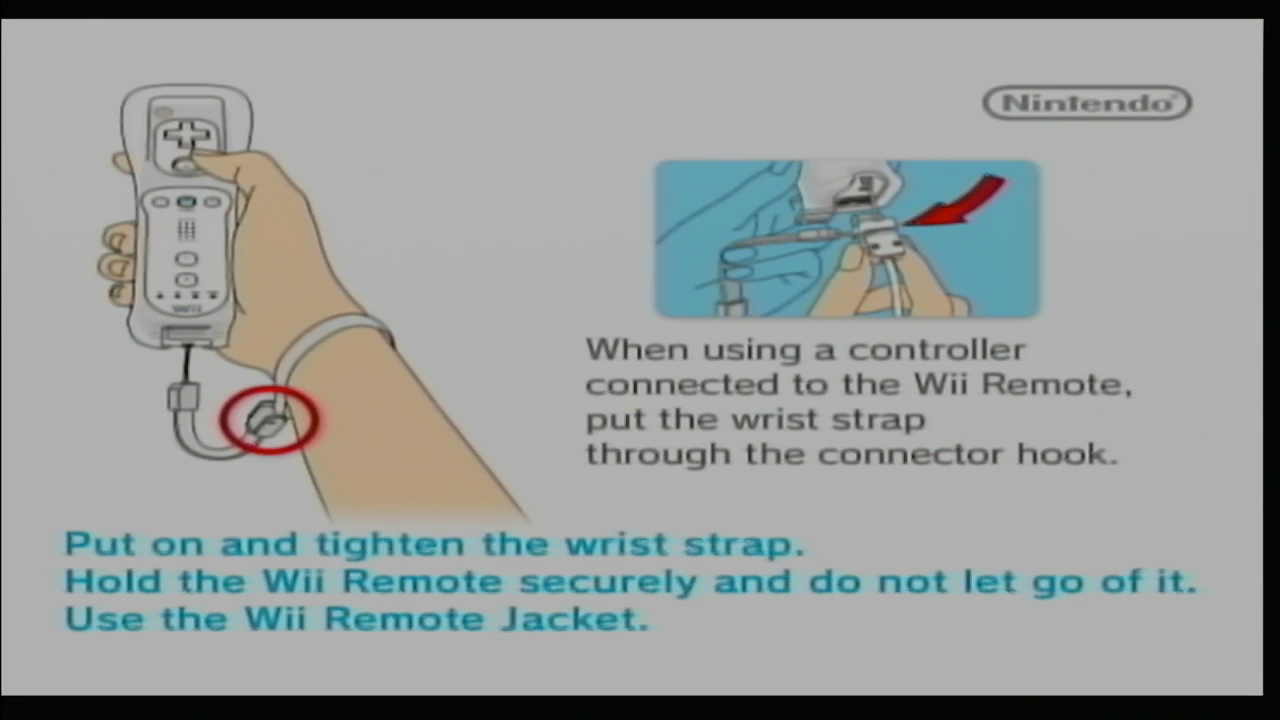 Nintendo
Wii
When using a controller
connected to the Wii Remote,
put the wrist strap
through the connector hook.
Put on and tighten the wrist strap.
Hold the Wii Remote securely and do not let go of it.
Use the Wii Remote Jacket.